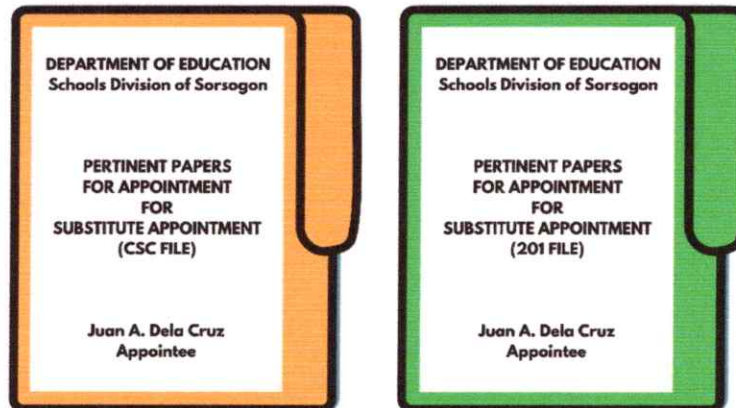 DEPARTMENT OF EDUCATION
Schools Division of Sorsogon
PERTINENT PAPERS
FOR APPOINTMENT
FOR
SUBSTITUTE APPOINTMENT
(CSC FILE)
Juan A. Dela Cruz
Appointee
DEPARTMENT OF EDUCATION
Schools Division of Sorsogon
PERTINENT PAPERS
FOR APPOINTMENT
FOR
SUBSTITUTE APPOINTMENT
(201 FILE)
Juan A. Dela Cruz
Appointee